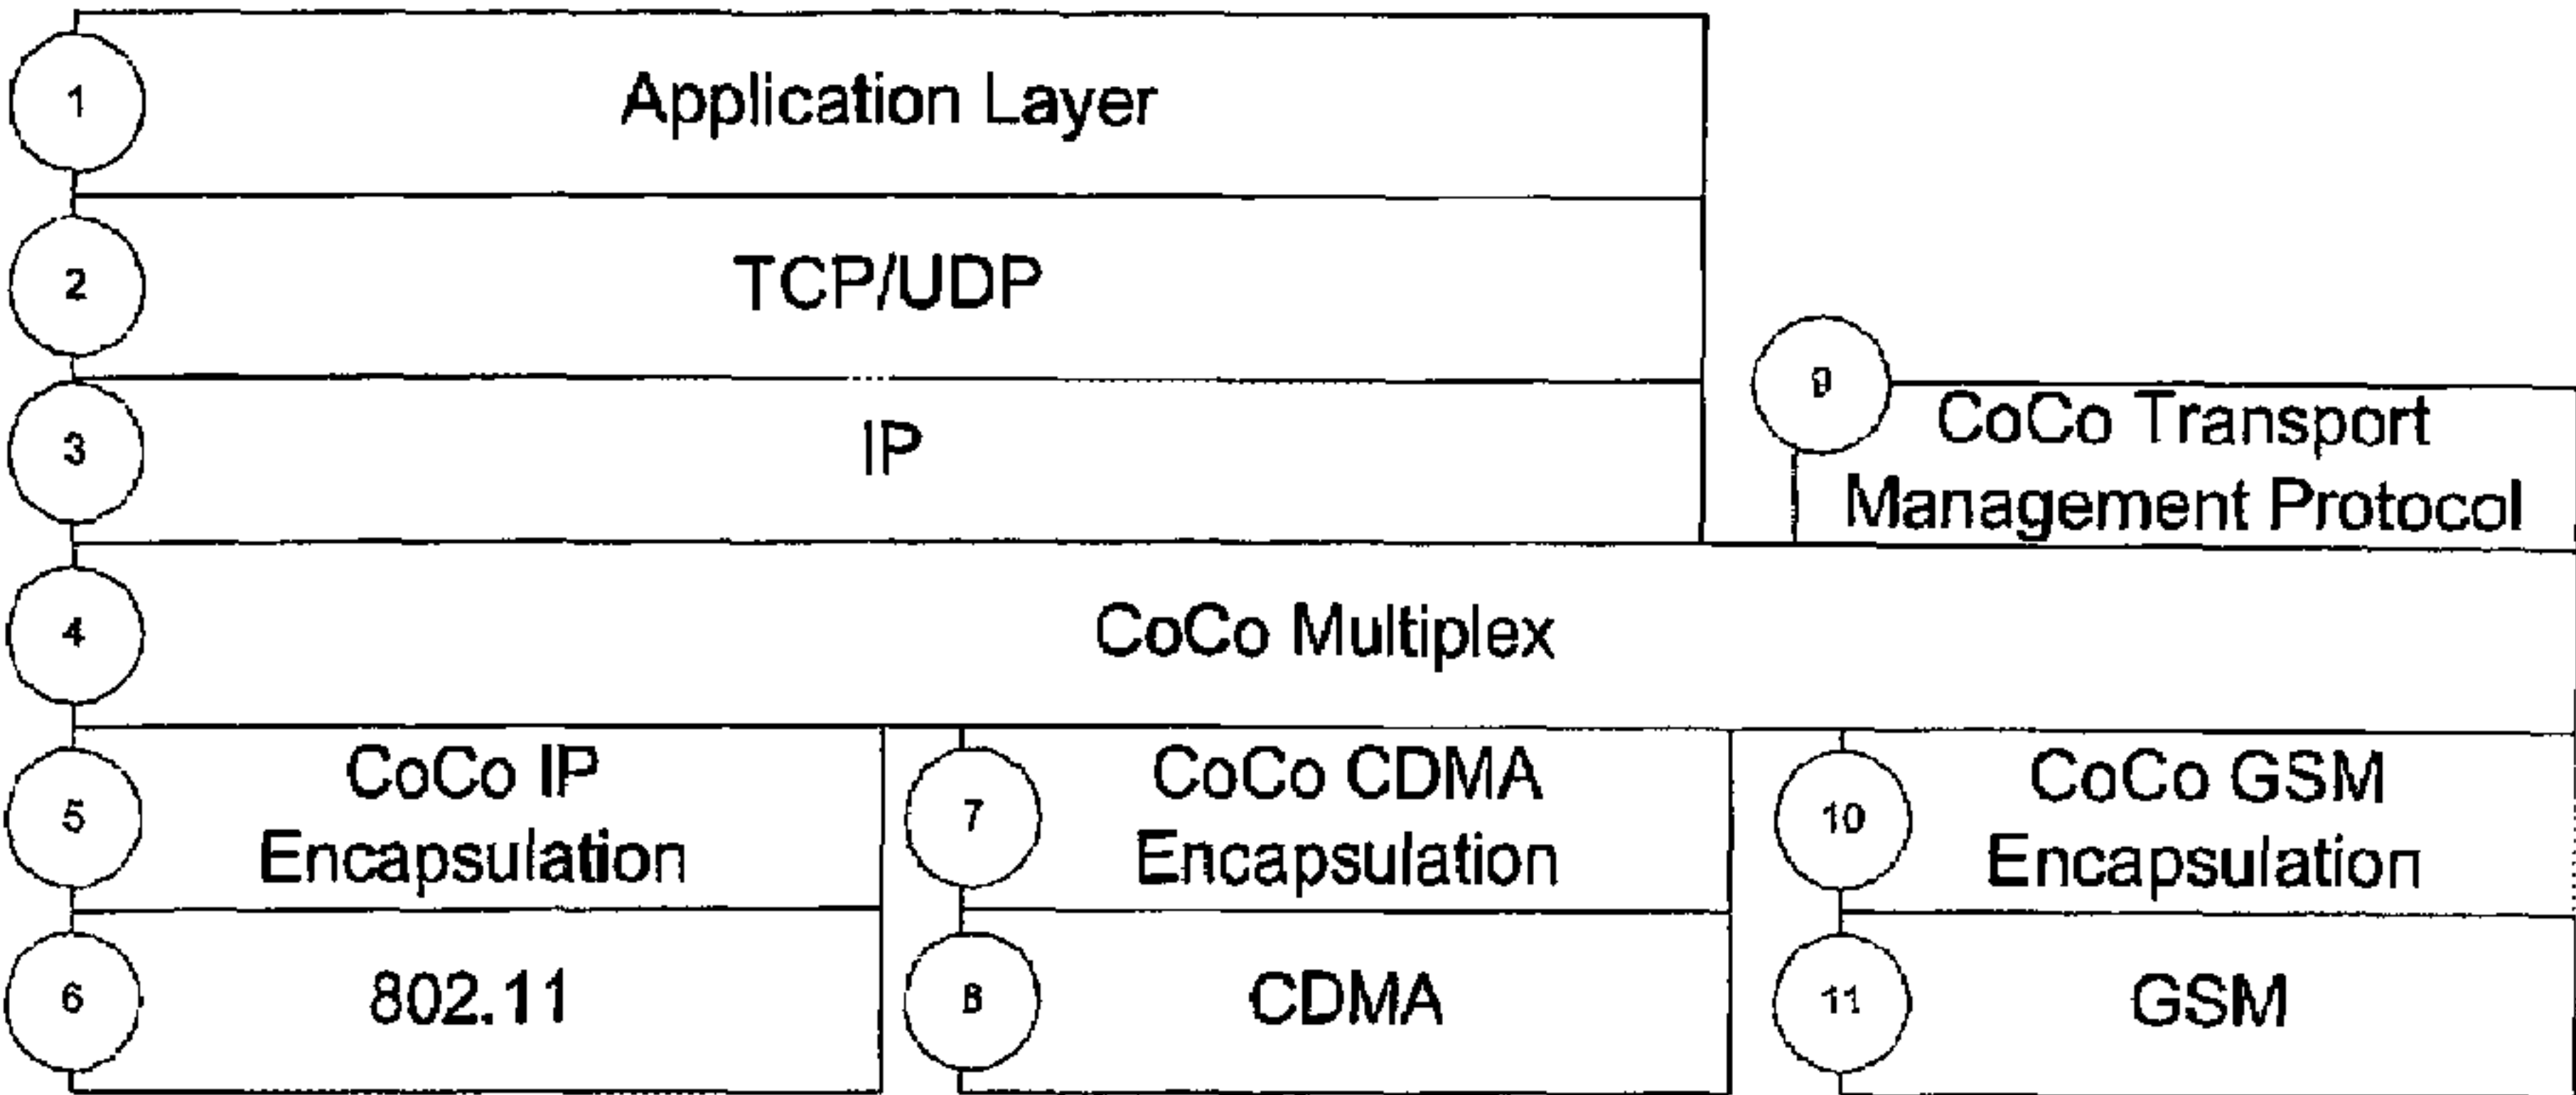 1
Application Layer
2
TCP/UDP
3
IP
9
CoCo Transport
Management Protocol
4
CoCo Multiplex
5
CoCo IP
Encapsulation
7
CoCo CDMA
Encapsulation
10
CoCo GSM
Encapsulation
6
802.11
8
CDMA
11
GSM